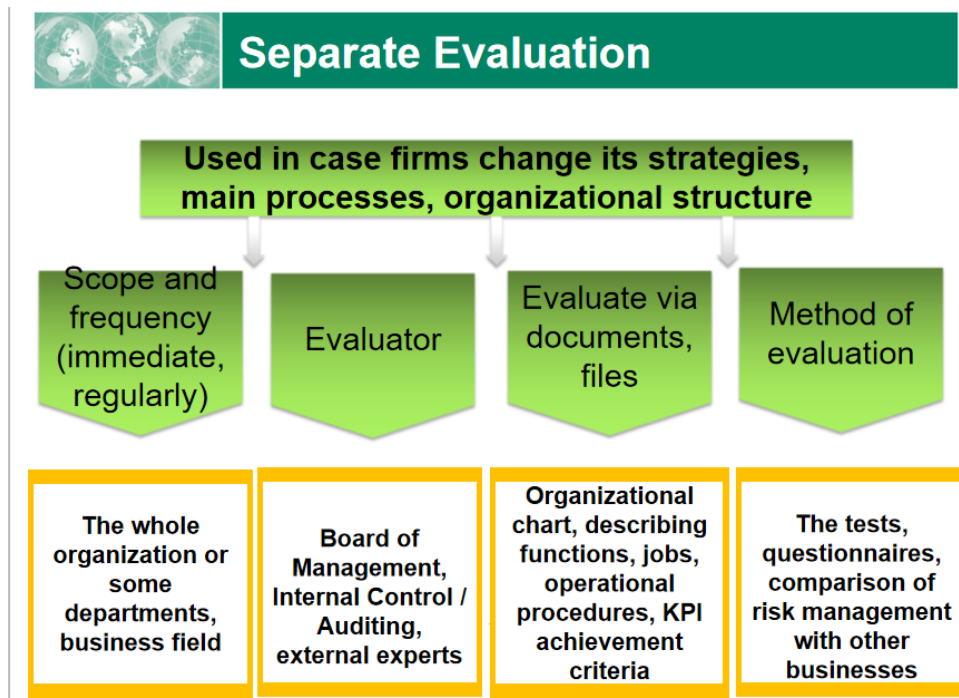 Separate Evaluation
Used in case firms change its strategies,
main processes, organizational structure
Scope and
frequency
(immediate,
regularly)
Evaluator
Evaluate via
documents,
files
Method of
evaluation
The whole
organization or
some
departments,
business field
Board of
Management,
Internal Control /
Auditing,
external experts
Organizational
chart, describing
functions, jobs,
operational
procedures, KPI
achievement
criteria
The tests,
questionnaires,
comparison of
risk management
with other
businesses